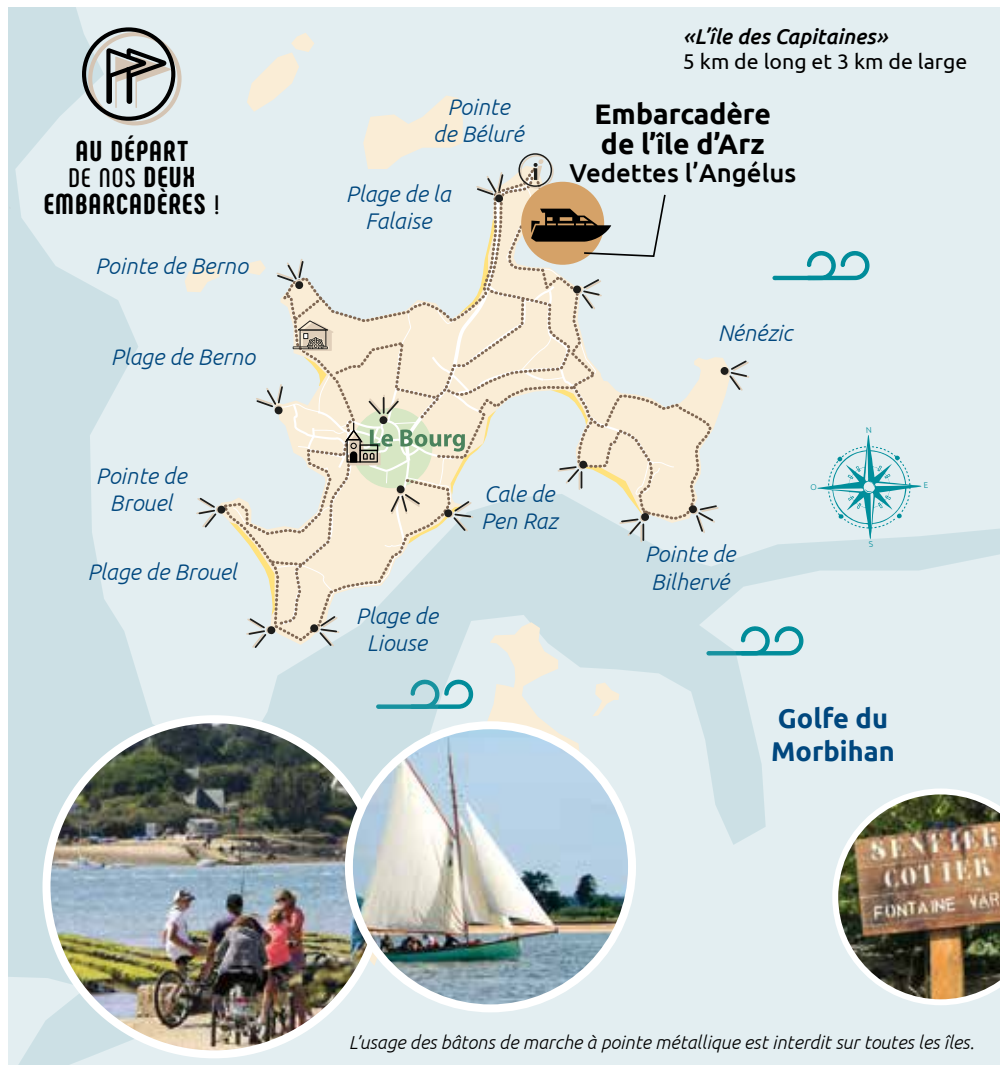 «L'île des Capitaines»
5 km de long et 3 km de large
AU DÉPART
DE NOS DEUX
EMBARCADÈRES !
Pointe
de Béluré
Embarcadère
de l'île d'Arz
Vedettes l'Angélus
i
Plage de la
Falaise
Pointe de Berno
Nénézic
Plage de Berno
Le Bourg
N
O
E
S
Pointe de
Brouel
Cale de
Pen Raz
Plage de Brouel
Pointe de
Bilhervé
Plage de
Liouse
Golfe du
Morbihan
SENTIER
COTIER
FONTAINE
L'usage des bâtons de marche à pointe métallique est interdit sur toutes les îles.